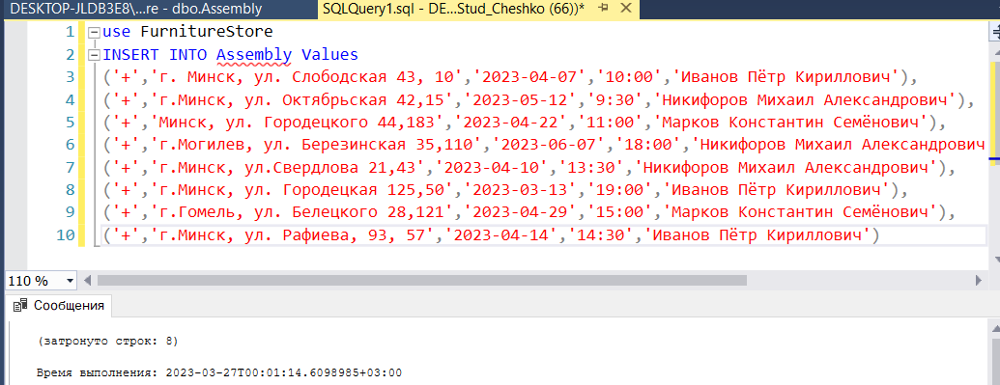 DESKTOP-JLDB3E8\...re - dbo.Assembly SQLQuery1.sql - DE...Stud_Cheshko (66))*
1 use FurnitureStore
2 INSERT INTO Assembly Values
3 ('+','г. Минск, ул. Слободская 43, 10','2023-04-07','10:00','Иванов Пётр Кириллович'),
4 ('+','г.Минск, ул. Октябрьская 42,15','2023-05-12','9:30','Никифоров Михаил Александрович'),
5 ('+','Минск, ул. Городецкого 44,183','2023-04-22','11:00','Марков Константин Семёнович'),
6 ('+','г.Могилев, ул. Березинская 35,110','2023-06-07','18:00','Никифоров Михаил Александрович
7 ('+','г.Минск, ул.Свердлова 21,43','2023-04-10','13:30','Никифоров Михаил Александрович'),
8 ('+','г.Минск, ул. Городецкая 125,50','2023-03-13','19:00','Иванов Пётр Кириллович'),
9 ('+','г.Гомель, ул. Белецкого 28,121','2023-04-29','15:00','Марков Константин Семёнович'),
10 ('+','г.Минск, ул. Рафиева, 93, 57','2023-04-14','14:30','Иванов Пётр Кириллович')
110 %
Сообщения
(затронуто строк: 8)
Время выполнения: 2023-03-27T00:01:14.6098985+03:00